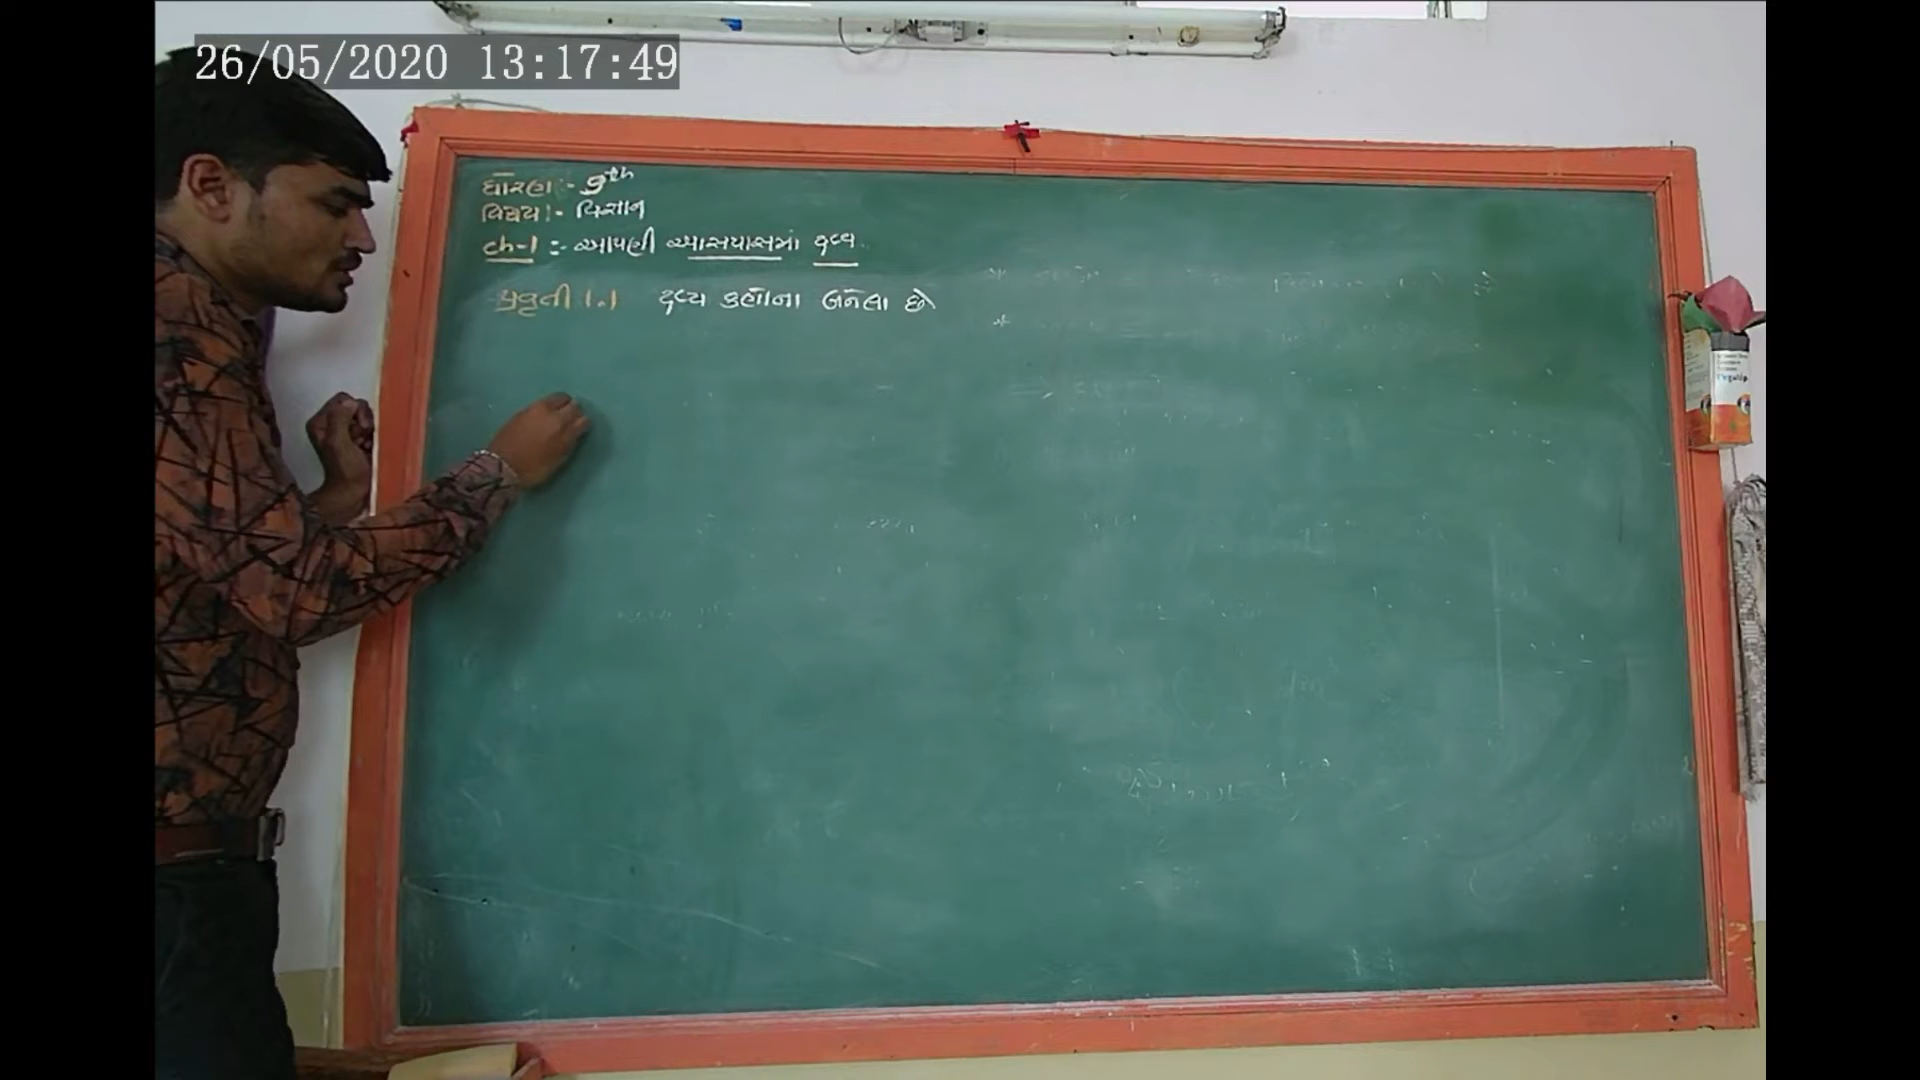 26/05/2020 13:17:49
ધોરણ :- 9th
વિષય :- વિજ્ઞાન
ch-1 :- આપણી આસપાસમાં દ્રવ્ય
પ્રવૃતી 1.1 દ્રવ્ય કણોના બનેલા છે